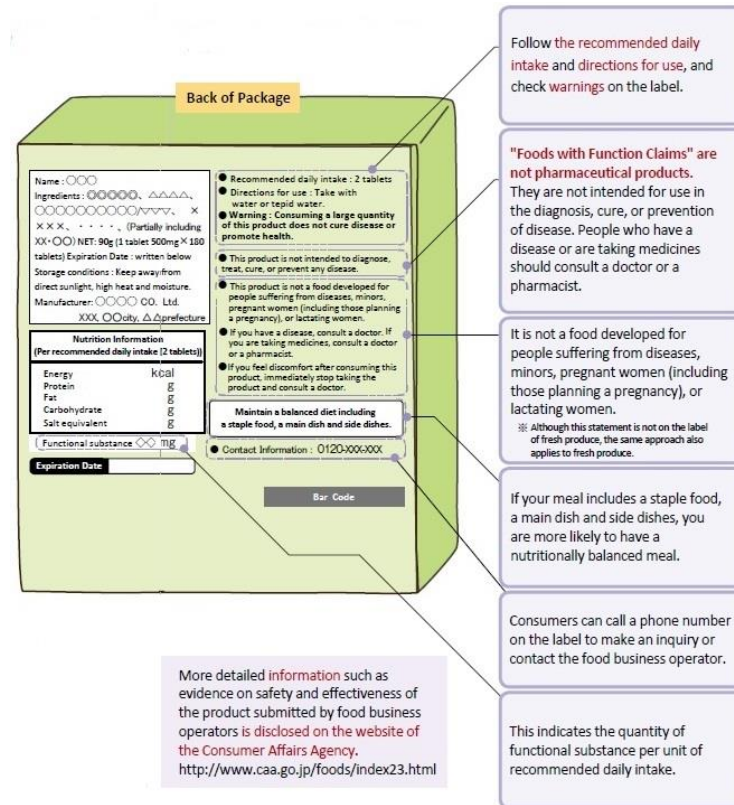 Back of Package
Name : ○○○
Ingredients : ◎◎◎◎◎、△△△△、
○○○○○○○○○○/▽▽▽、 ×
×××、・・・・、(Partially including
XX・○○) NET: 90g (1 tablet 500mg × 180
tablets) Expiration Date : written below
Storage conditions : Keep away from
direct sunlight, high heat and moisture.
Manufacturer: ○○○○ CO. Ltd.
XXX, ○○city, △△prefecture
Nutrition Information
(Per recommended daily intake [2 tablets])
Energy kcal
Protein g
Fat g
Carbohydrate g
Salt equivalent g
Functional substance ◇◇ mg
Expiration Date
● Recommended daily intake : 2 tablets
● Directions for use : Take with
water or tepid water.
● Warning : Consuming a large quantity
of this product does not cure disease or
promote health.
● This product is not intended to diagnose,
treat, cure, or prevent any disease.
● This product is not a food developed for
people suffering from diseases, minors,
pregnant women (including those planning
a pregnancy), or lactating women.
● If you have a disease, consult a doctor. If
you are taking medicines, consult a doctor
or a pharmacist.
● If you feel discomfort after consuming this
product, immediately stop taking the
product and consult a doctor.
Maintain a balanced diet including
a staple food, a main dish and side dishes.
● Contact Information : 0120-XXX-XXX
Bar Code
Follow the recommended daily
intake and directions for use, and
check warnings on the label.
"Foods with Function Claims" are
not pharmaceutical products.
They are not intended for use in
the diagnosis, cure, or prevention
of disease. People who have a
disease or are taking medicines
should consult a doctor or a
pharmacist.
It is not a food developed for
people suffering from diseases,
minors, pregnant women (including
those planning a pregnancy), or
lactating women.
※ Although this statement is not on the label
of fresh produce, the same approach also
applies to fresh produce.
If your meal includes a staple food,
a main dish and side dishes, you
are more likely to have a
nutritionally balanced meal.
Consumers can call a phone number
on the label to make an inquiry or
contact the food business operator.
This indicates the quantity of
functional substance per unit of
recommended daily intake.
More detailed information such as
evidence on safety and effectiveness of
the product submitted by food business
operators is disclosed on the website of
the Consumer Affairs Agency.
http://www.caa.go.jp/foods/index23.html